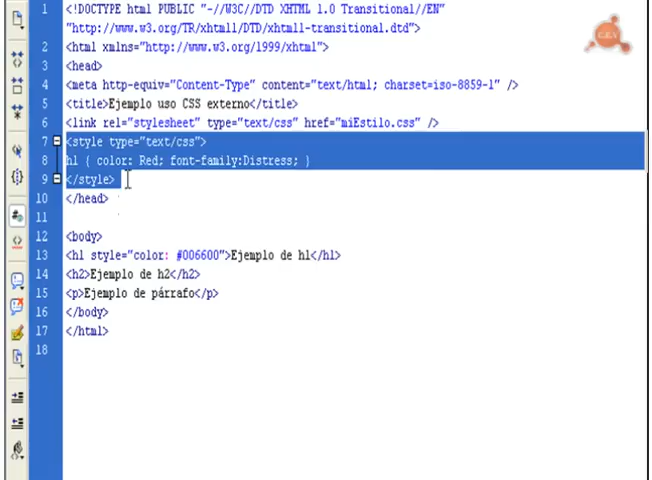 1 <!DOCTYPE html PUBLIC "-//W3C//DTD XHTML 1.0 Transitional//EN"
"http://www.w3.org/TR/xhtml1/DTD/xhtml1-transitional.dtd">
2 <html xmlns="http://www.w3.org/1999/xhtml">
3 <head>
4 <meta http-equiv="Content-Type" content="text/html; charset=iso-8859-1" />
5 <title>Ejemplo uso CSS externo</title>
6 <link rel="stylesheet" type="text/css" href="miEstilo.css" />
7 <style type="text/css">
8 h1 { color: Red; font-family:Distress; }
9 </style>
10 </head>
11
12 <body>
13 <h1 style="color: #006600">Ejemplo de h1</h1>
14 <h2>Ejemplo de h2</h2>
15 <p>Ejemplo de párrafo</p>
16 </body>
17 </html>
18